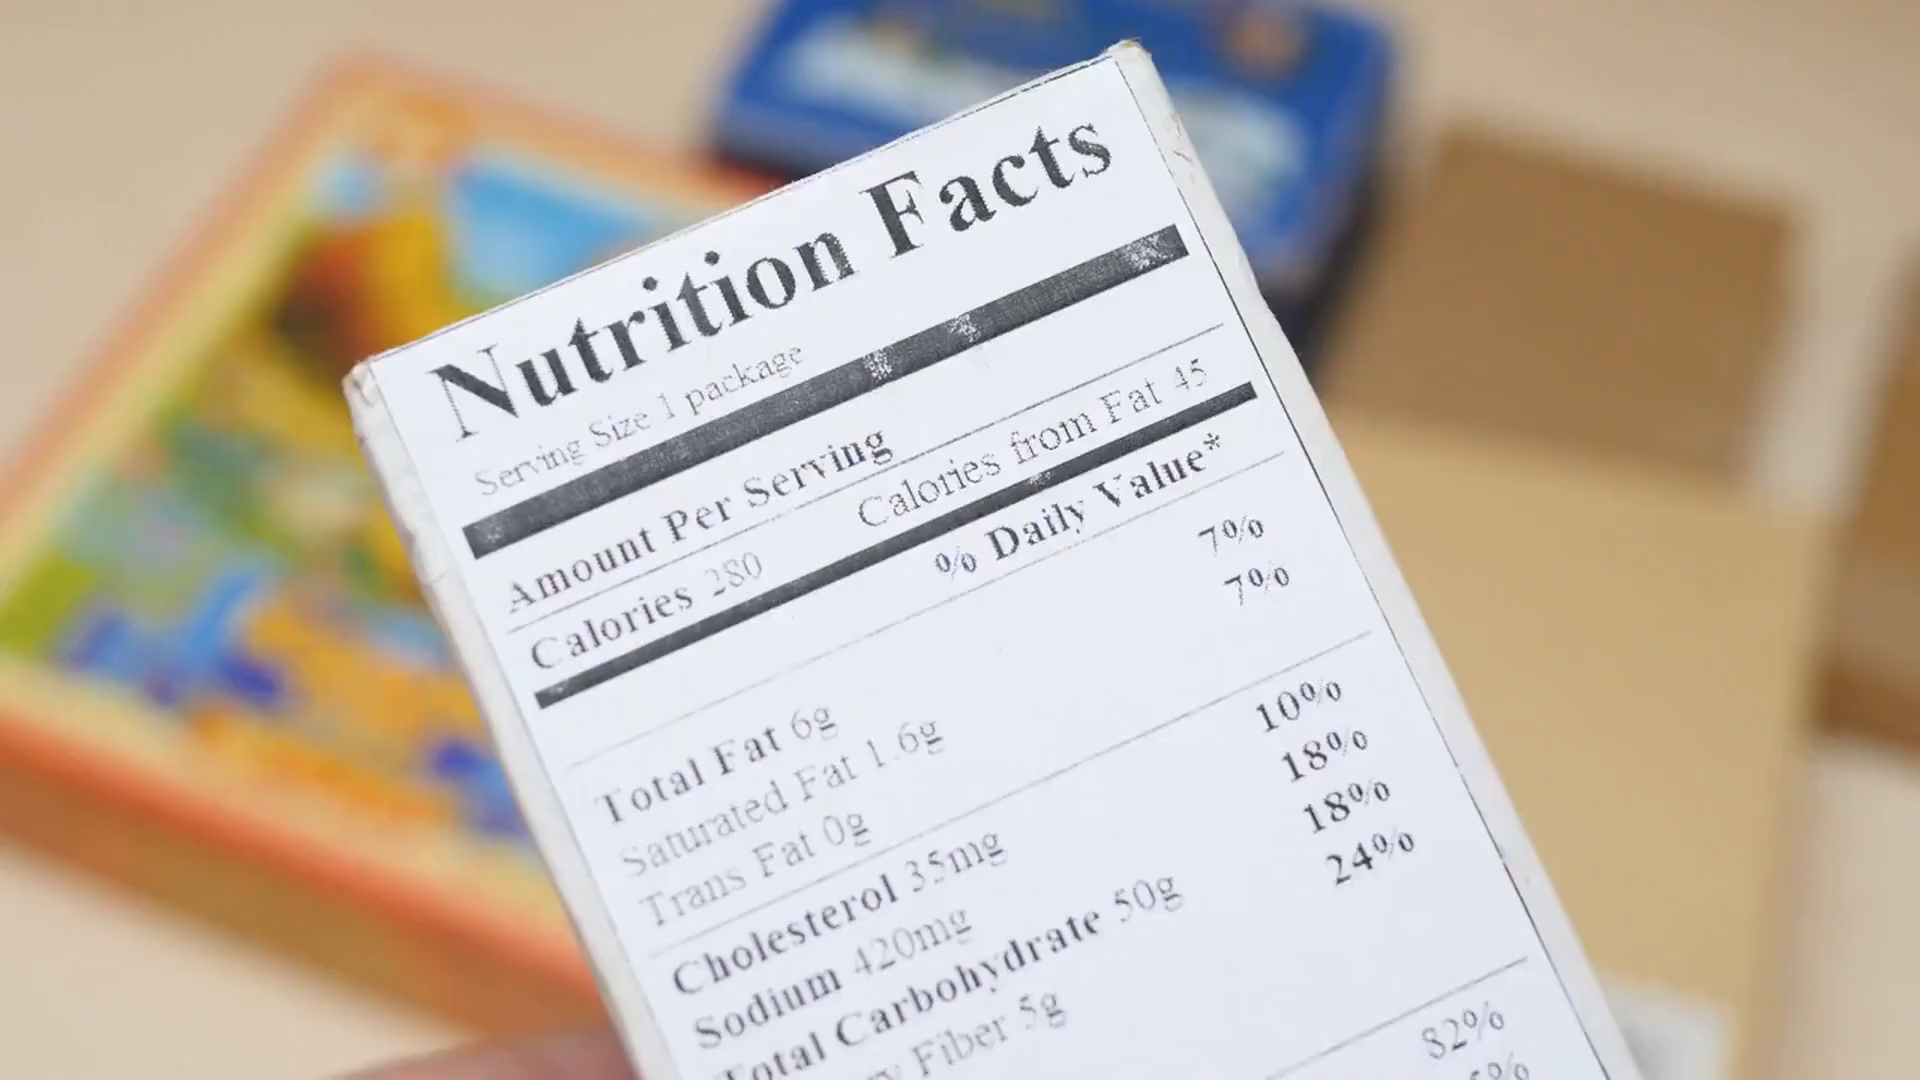 Nutrition Facts
Serving Size 1 package
Amount Per Serving
Calories 280 Calories from Fat 45
% Daily Value*
Total Fat 6g 7%
Saturated Fat 1.6g 7%
Trans Fat 0g
Cholesterol 35mg 10%
Sodium 420mg 18%
Total Carbohydrate 50g 18%
Fiber 5g 24%
82%